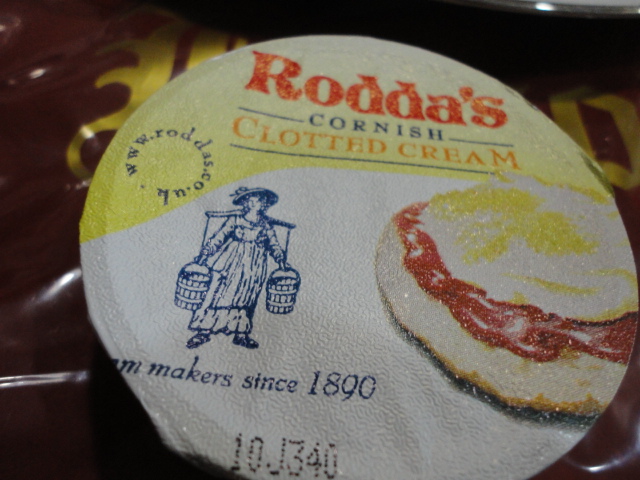 Rodda's
CORNISH
CLOTTED CREAM
www.roddas.co.uk
makers since 1890
10J340